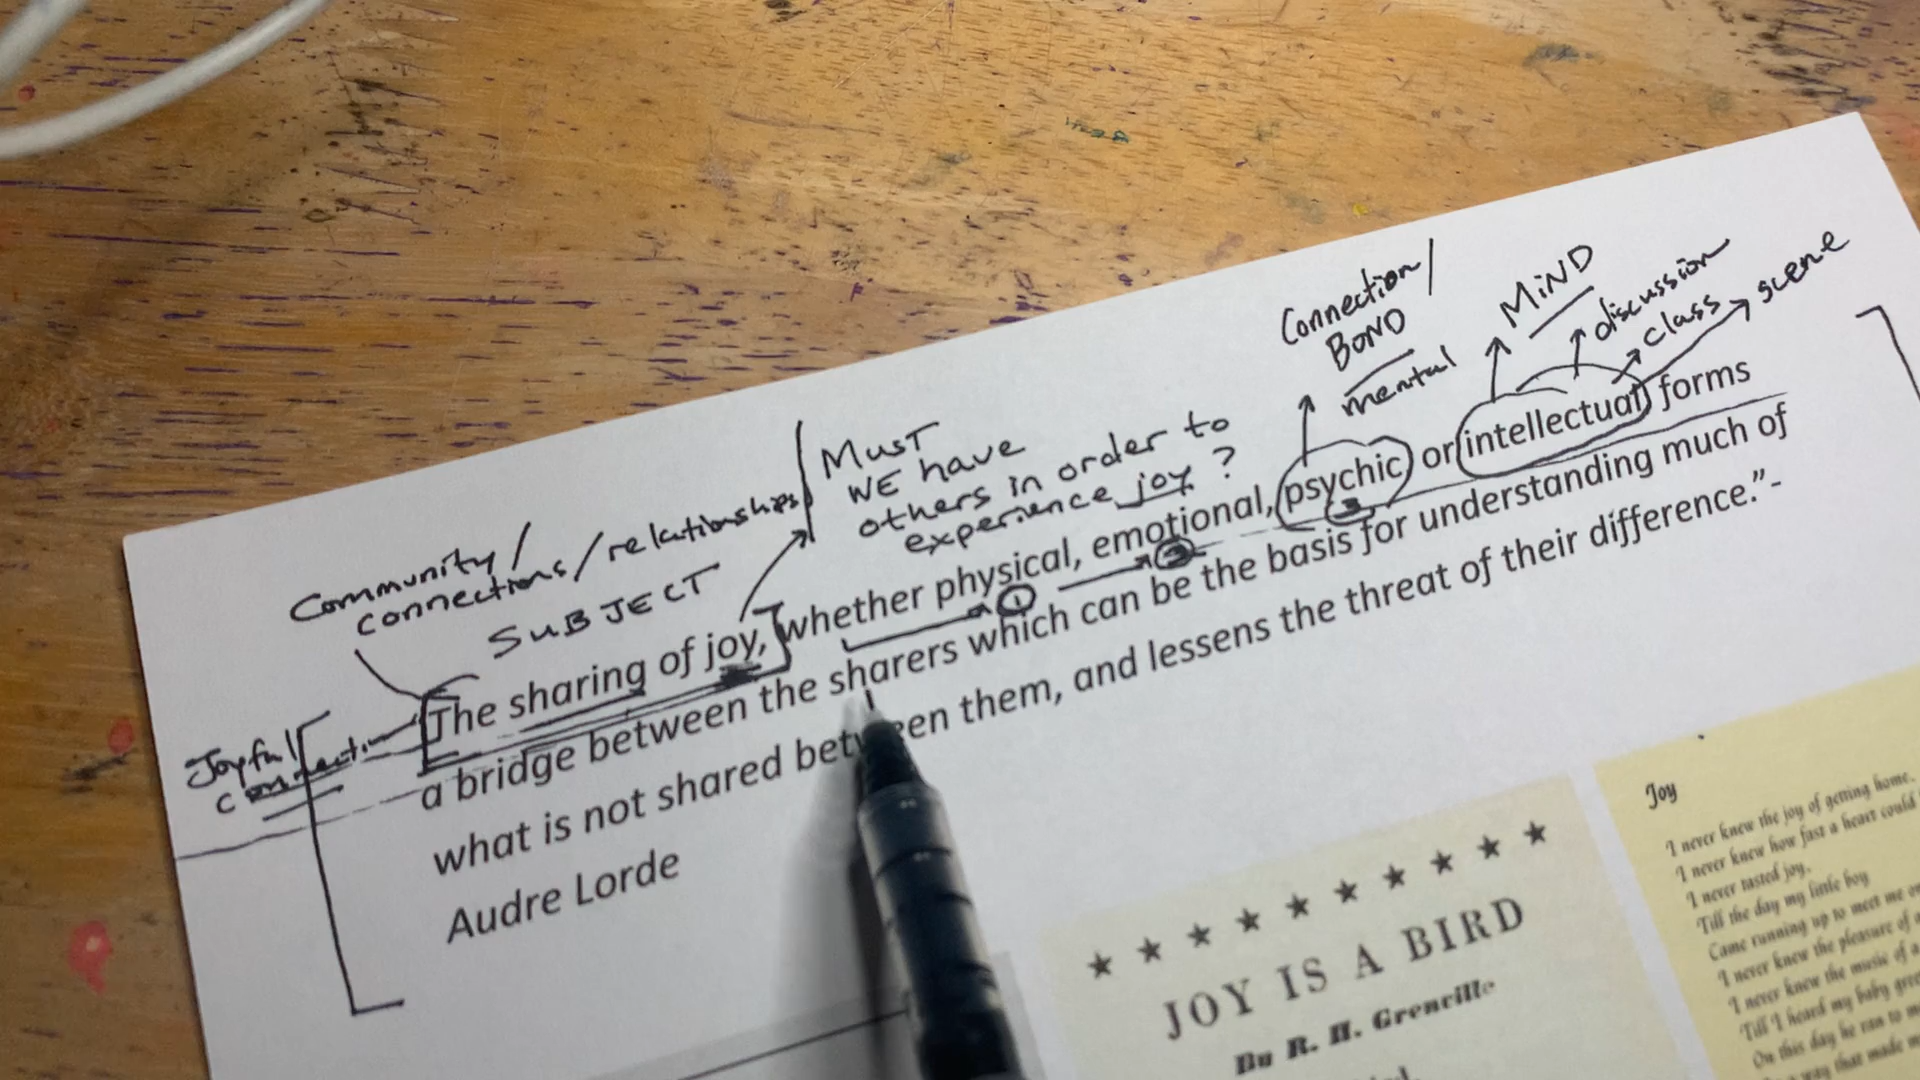 Connection/
BOND
mental
MiND
discussion
class
scene
Must
WE have
others in order to
experience joy?
Community/
connections/relationships
SUBJECT
Joyful
The sharing of joy, whether physical, emotional, psychic or intellectual forms
1
2
3
a bridge between the sharers which can be the basis for understanding much of
what is not shared between them, and lessens the threat of their difference.”-
Audre Lorde
★ ★ ★ ★ ★ ★ ★ ★ ★ ★
JOY IS A BIRD
By R. H. Grenville
Joy
I never knew the joy of getting home.
I never knew how fast a heart could
I never tasted joy.
Till the day my little boy
Came running up to meet me
I never knew the pleasure of
I never knew the music of a
Till I heard my baby
On this day he ran to
way that made